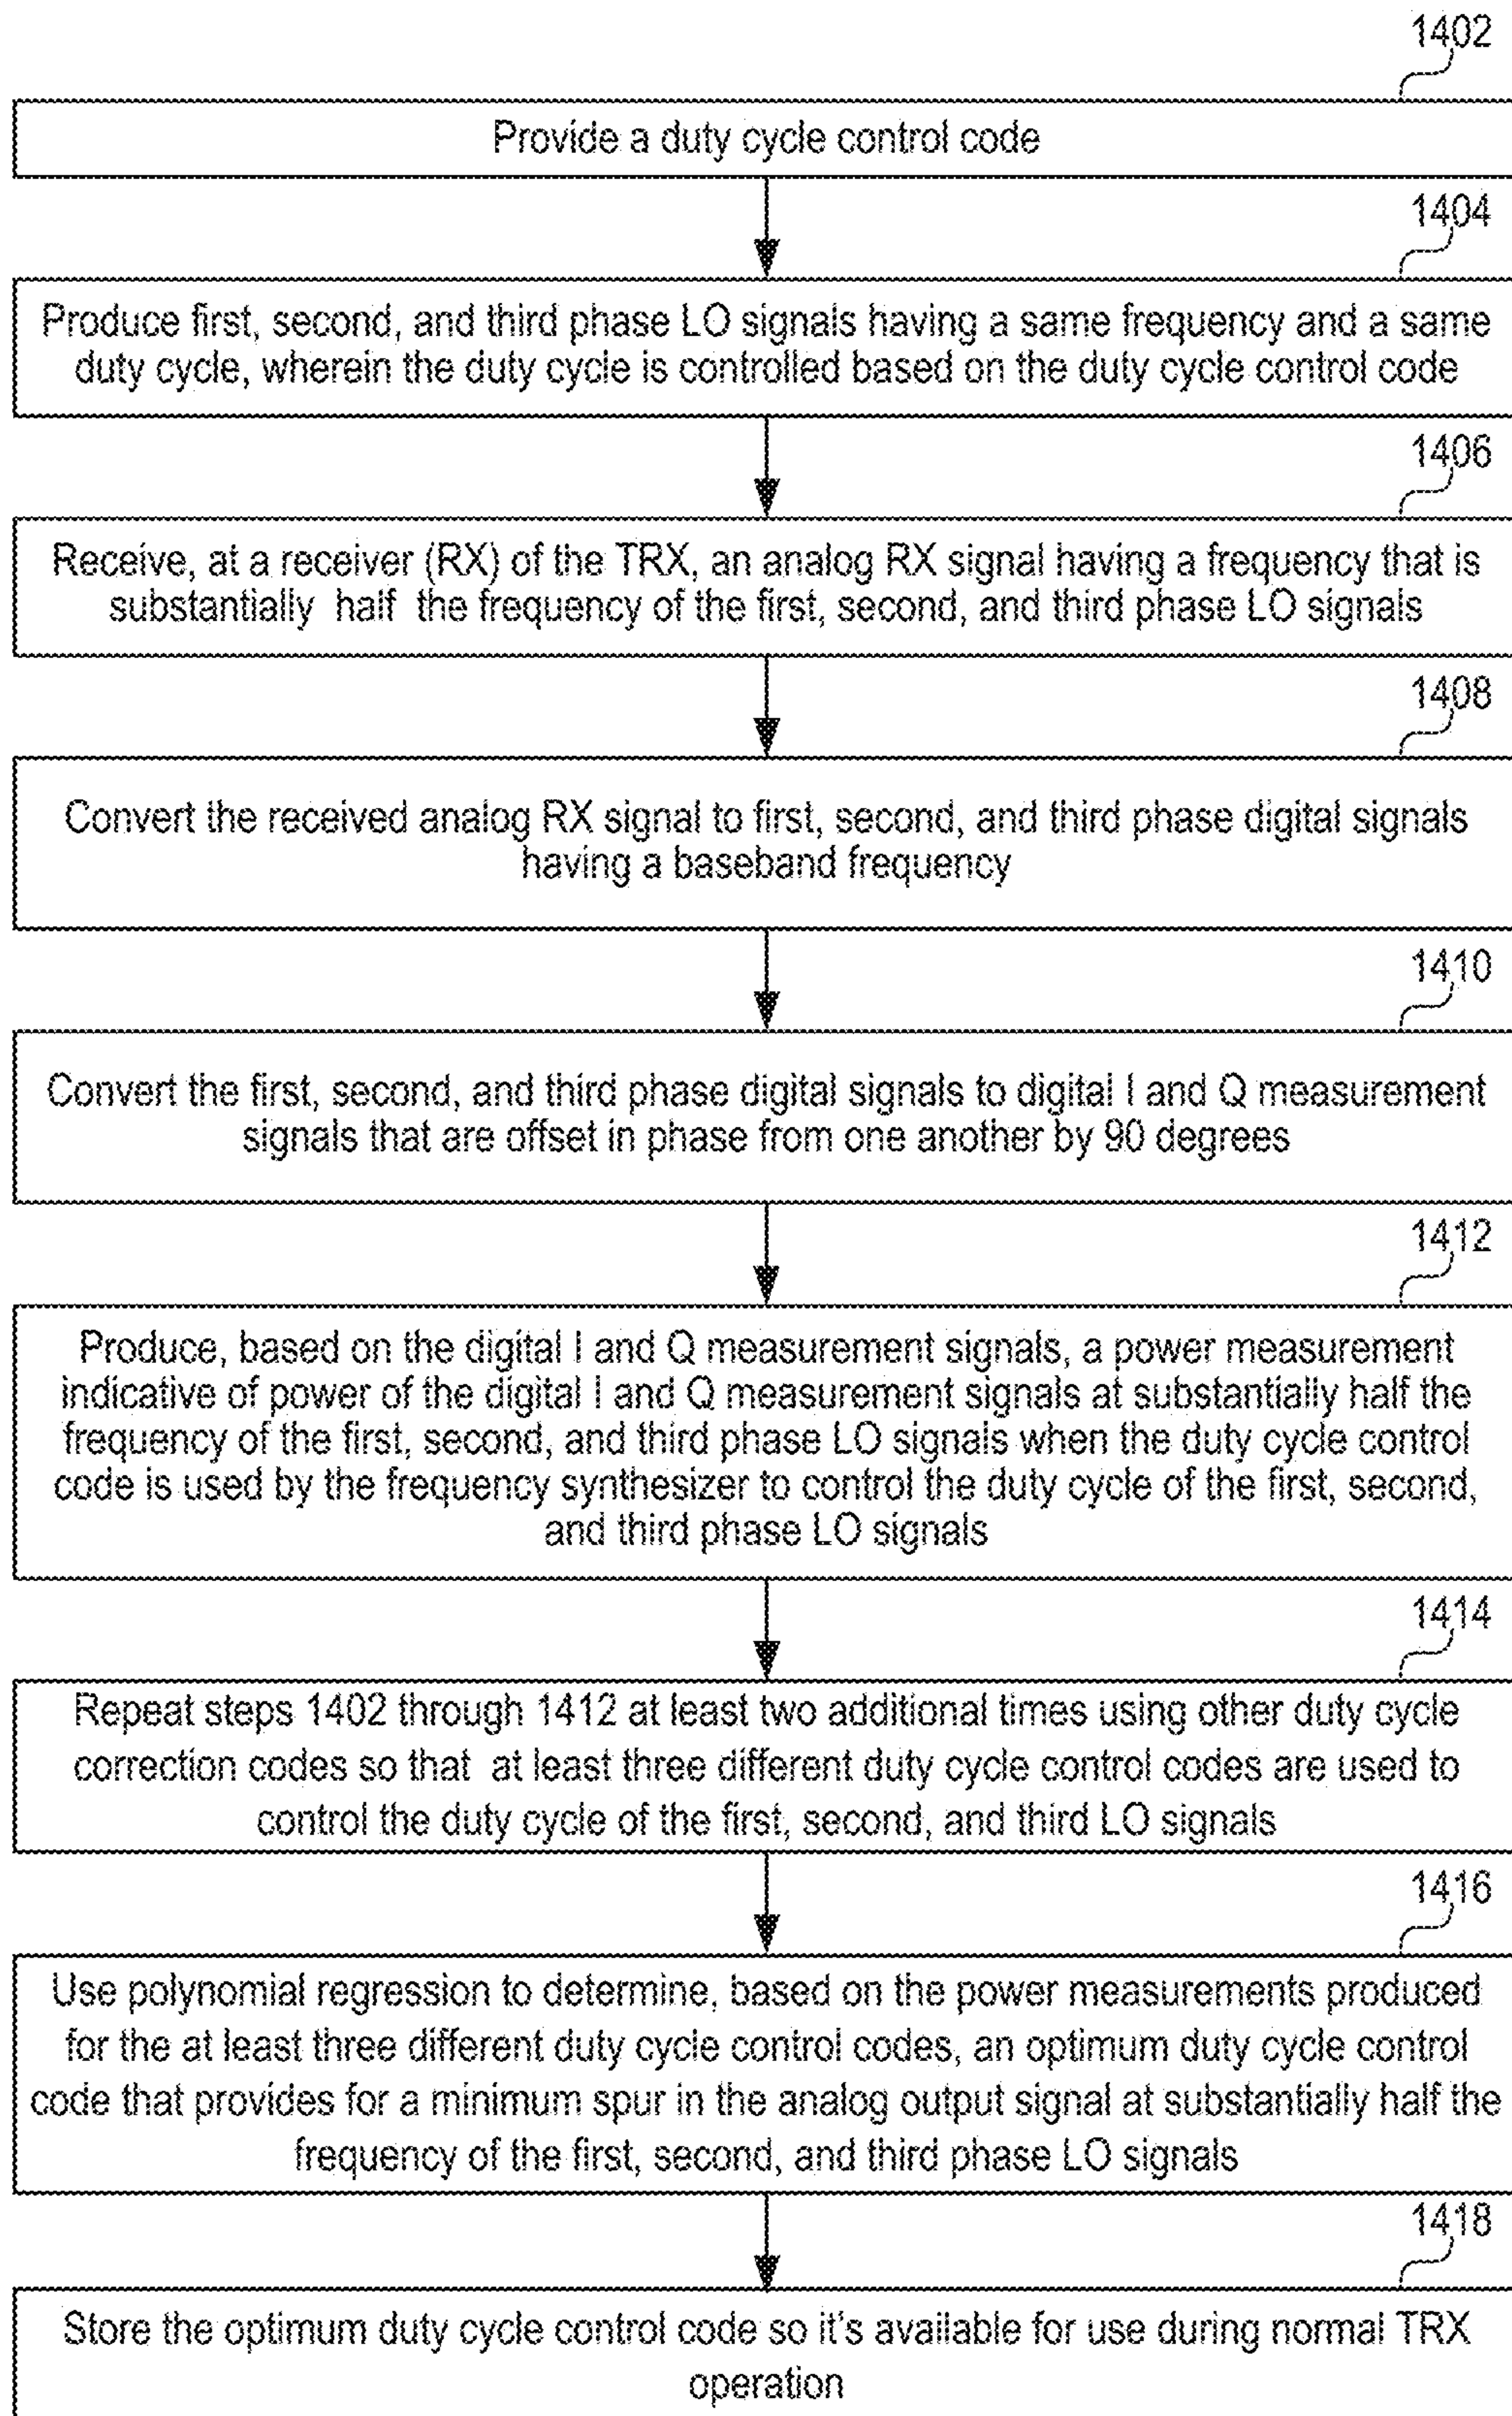 1402
Provide a duty cycle control code
1404
Produce first, second, and third phase LO signals having a same frequency and a same
duty cycle, wherein the duty cycle is controlled based on the duty cycle control code
1406
Receive, at a receiver (RX) of the TRX, an analog RX signal having a frequency that is
substantially half the frequency of the first, second, and third phase LO signals
1408
Convert the received analog RX signal to first, second, and third phase digital signals
having a baseband frequency
1410
Convert the first, second, and third phase digital signals to digital I and Q measurement
signals that are offset in phase from one another by 90 degrees
1412
Produce, based on the digital I and Q measurement signals, a power measurement
indicative of power of the digital I and Q measurement signals at substantially half the
frequency of the first, second, and third phase LO signals when the duty cycle control
code is used by the frequency synthesizer to control the duty cycle of the first, second,
and third phase LO signals
1414
Repeat steps 1402 through 1412 at least two additional times using other duty cycle
correction codes so that at least three different duty cycle control codes are used to
control the duty cycle of the first, second, and third LO signals
1416
Use polynomial regression to determine, based on the power measurements produced
for the at least three different duty cycle control codes, an optimum duty cycle control
code that provides for a minimum spur in the analog output signal at substantially half the
frequency of the first, second, and third phase LO signals
1418
Store the optimum duty cycle control code so it's available for use during normal TRX
operation